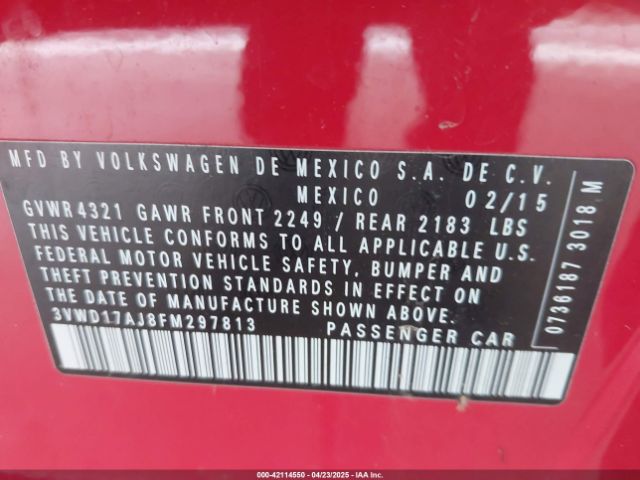 MFD BY VOLKSWAGEN DE MEXICO S.A. DE C.V.
MEXICO 02/15
GVWR 4321 GAWR FRONT 2249 / REAR 2183 LBS
THIS VEHICLE CONFORMS TO ALL APPLICABLE U.S.
FEDERAL MOTOR VEHICLE SAFETY, BUMPER AND
THEFT PREVENTION STANDARDS IN EFFECT ON
THE DATE OF MANUFACTURE SHOWN ABOVE.
3VWD17AJ8FM297813 PASSENGER CAR
0736187 3018 M
000-42114550 - 04/23/2025 - IAA Inc.